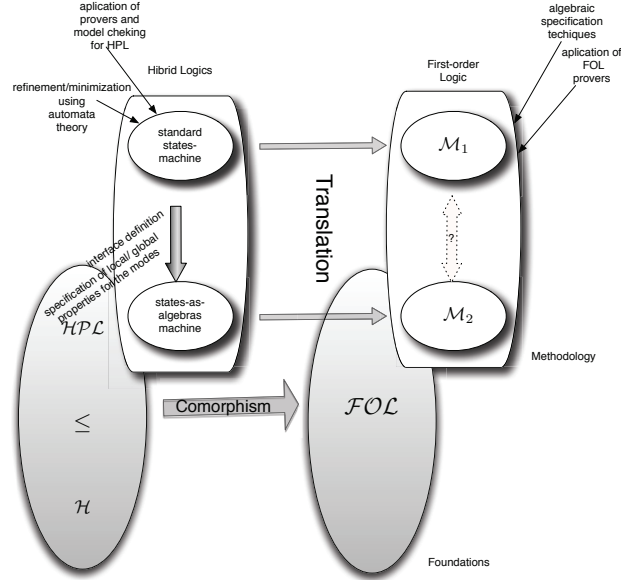 aplication of
provers and
model cheking
for HPL
algebraic
specification
techiques
aplication of
FOL
provers
Hibrid Logics
First-order
Logic
refinement/minimization
using
automata
theory
standard
states-
machine
M₁
Translation
?
interface definition
specification of local/ global
properties for the modes
states-as-
algebras
machine
M₂
HPL
Methodology
Comorphism
FOL
≤
H
Foundations